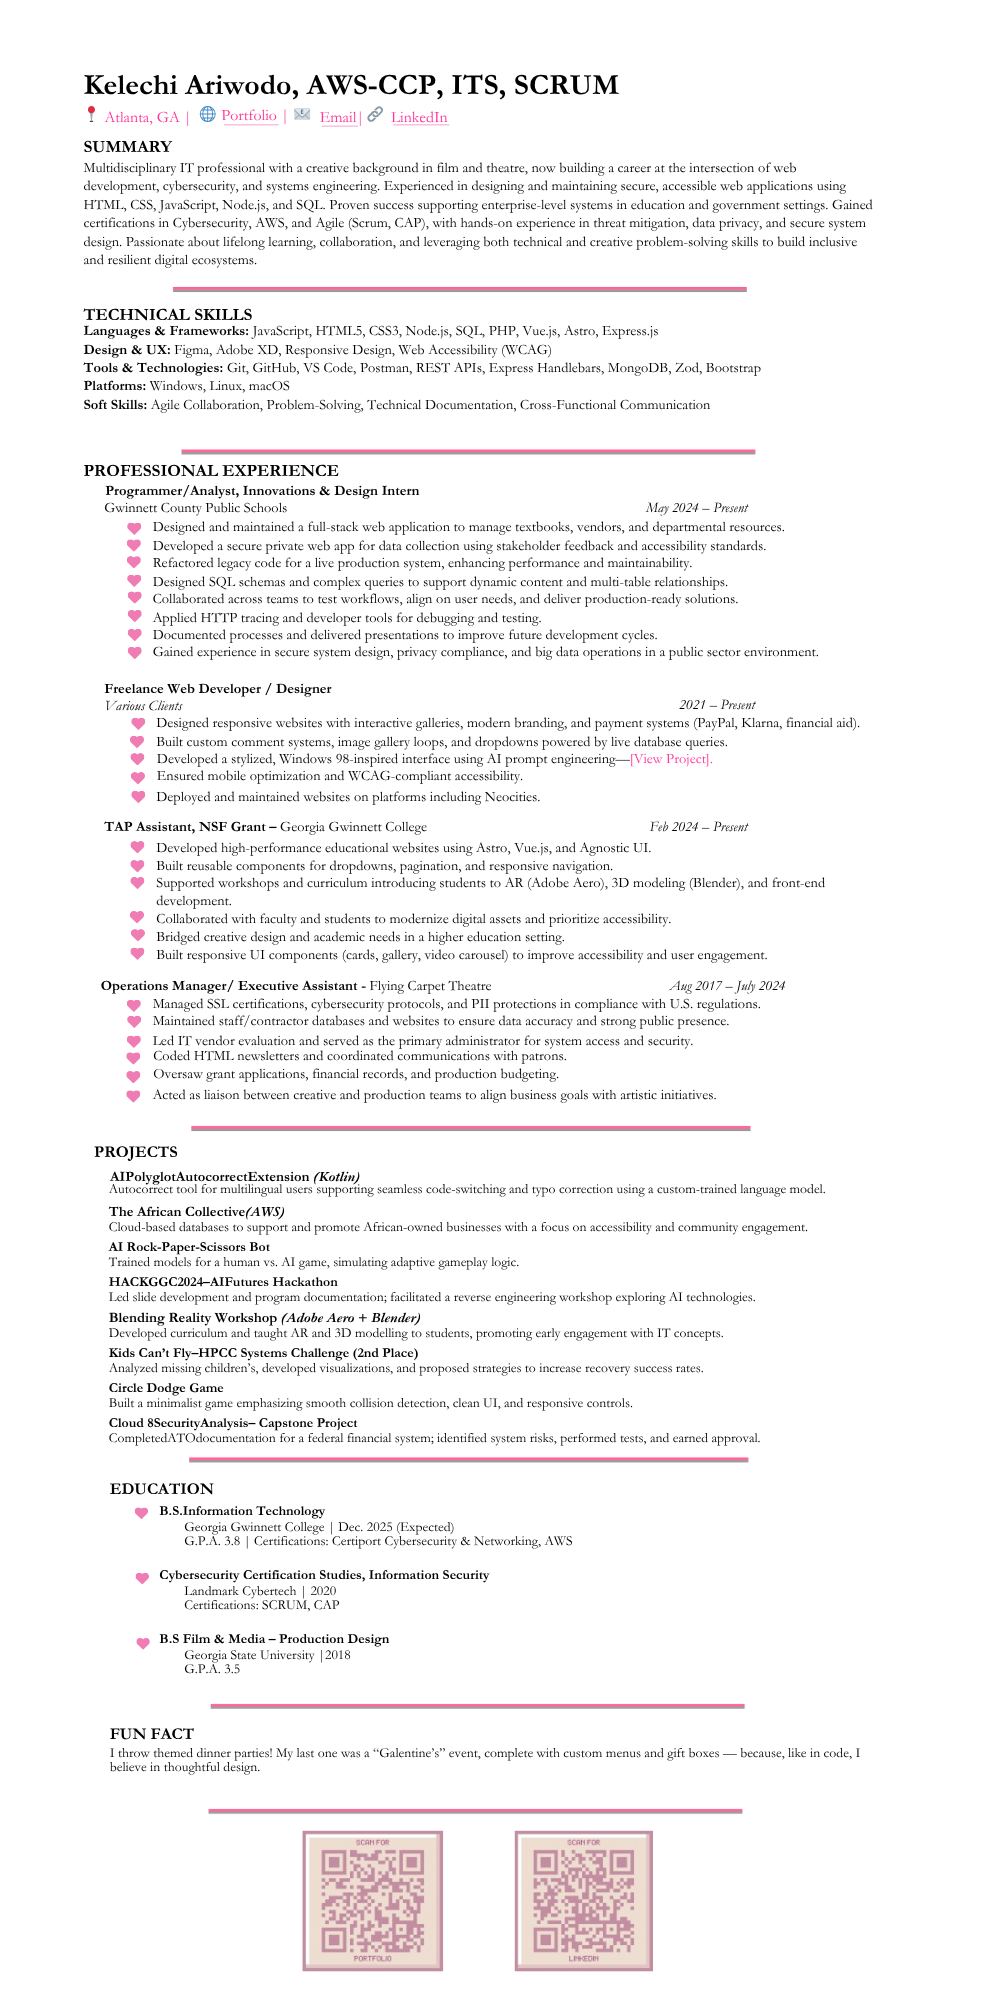 Kelechi Ariwodo, AWS-CCP, ITS, SCRUM
Atlanta, GA | Portfolio | Email | LinkedIn
SUMMARY
Multidisciplinary IT professional with a creative background in film and theatre, now building a career at the intersection of web
development, cybersecurity, and systems engineering. Experienced in designing and maintaining secure, accessible web applications using
HTML, CSS, JavaScript, Node.js, and SQL. Proven success supporting enterprise-level systems in education and government settings. Gained
certifications in Cybersecurity, AWS, and Agile (Scrum, CAP), with hands-on experience in threat mitigation, data privacy, and secure system
design. Passionate about lifelong learning, collaboration, and leveraging both technical and creative problem-solving skills to build inclusive
and resilient digital ecosystems.
TECHNICAL SKILLS
Languages & Frameworks: JavaScript, HTML5, CSS3, Node.js, SQL, PHP, Vue.js, Astro, Express.js
Design & UX: Figma, Adobe XD, Responsive Design, Web Accessibility (WCAG)
Tools & Technologies: Git, GitHub, VS Code, Postman, REST APIs, Express Handlebars, MongoDB, Zod, Bootstrap
Platforms: Windows, Linux, macOS
Soft Skills: Agile Collaboration, Problem-Solving, Technical Documentation, Cross-Functional Communication
PROFESSIONAL EXPERIENCE
Programmer/Analyst, Innovations & Design Intern
Gwinnett County Public Schools May 2024 – Present
Designed and maintained a full-stack web application to manage textbooks, vendors, and departmental resources.
Developed a secure private web app for data collection using stakeholder feedback and accessibility standards.
Refactored legacy code for a live production system, enhancing performance and maintainability.
Designed SQL schemas and complex queries to support dynamic content and multi-table relationships.
Collaborated across teams to test workflows, align on user needs, and deliver production-ready solutions.
Applied HTTP tracing and developer tools for debugging and testing.
Documented processes and delivered presentations to improve future development cycles.
Gained experience in secure system design, privacy compliance, and big data operations in a public sector environment.
Freelance Web Developer / Designer
Various Clients 2021 – Present
Designed responsive websites with interactive galleries, modern branding, and payment systems (PayPal, Klarna, financial aid).
Built custom comment systems, image gallery loops, and dropdowns powered by live database queries.
Developed a stylized, Windows 98-inspired interface using AI prompt engineering—[View Project].
Ensured mobile optimization and WCAG-compliant accessibility.
Deployed and maintained websites on platforms including Neocities.
TAP Assistant, NSF Grant – Georgia Gwinnett College Feb 2024 – Present
Developed high-performance educational websites using Astro, Vue.js, and Agnostic UI.
Built reusable components for dropdowns, pagination, and responsive navigation.
Supported workshops and curriculum introducing students to AR (Adobe Aero), 3D modeling (Blender), and front-end
development.
Collaborated with faculty and students to modernize digital assets and prioritize accessibility.
Bridged creative design and academic needs in a higher education setting.
Built responsive UI components (cards, gallery, video carousel) to improve accessibility and user engagement.
Operations Manager/ Executive Assistant - Flying Carpet Theatre Aug 2017 – July 2024
Managed SSL certifications, cybersecurity protocols, and PII protections in compliance with U.S. regulations.
Maintained staff/contractor databases and websites to ensure data accuracy and strong public presence.
Led IT vendor evaluation and served as the primary administrator for system access and security.
Coded HTML newsletters and coordinated communications with patrons.
Oversaw grant applications, financial records, and production budgeting.
Acted as liaison between creative and production teams to align business goals with artistic initiatives.
PROJECTS
AIPolyglotAutocorrectExtension (Kotlin)
Autocorrect tool for multilingual users supporting seamless code-switching and typo correction using a custom-trained language model.
The African Collective(AWS)
Cloud-based databases to support and promote African-owned businesses with a focus on accessibility and community engagement.
AI Rock-Paper-Scissors Bot
Trained models for a human vs. AI game, simulating adaptive gameplay logic.
HACKGGC2024–AIFutures Hackathon
Led slide development and program documentation; facilitated a reverse engineering workshop exploring AI technologies.
Blending Reality Workshop (Adobe Aero + Blender)
Developed curriculum and taught AR and 3D modelling to students, promoting early engagement with IT concepts.
Kids Can’t Fly–HPCC Systems Challenge (2nd Place)
Analyzed missing children’s, developed visualizations, and proposed strategies to increase recovery success rates.
Circle Dodge Game
Built a minimalist game emphasizing smooth collision detection, clean UI, and responsive controls.
Cloud 8SecurityAnalysis– Capstone Project
CompletedATOdocumentation for a federal financial system; identified system risks, performed tests, and earned approval.
EDUCATION
B.S.Information Technology
Georgia Gwinnett College | Dec. 2025 (Expected)
G.P.A. 3.8 | Certifications: Certiport Cybersecurity & Networking, AWS
Cybersecurity Certification Studies, Information Security
Landmark Cybertech | 2020
Certifications: SCRUM, CAP
B.S Film & Media – Production Design
Georgia State University |2018
G.P.A. 3.5
FUN FACT
I throw themed dinner parties! My last one was a “Galentine’s” event, complete with custom menus and gift boxes — because, like in code, I
believe in thoughtful design.
SCAN FOR SCAN FOR
PORTFOLIO LINKEDIN